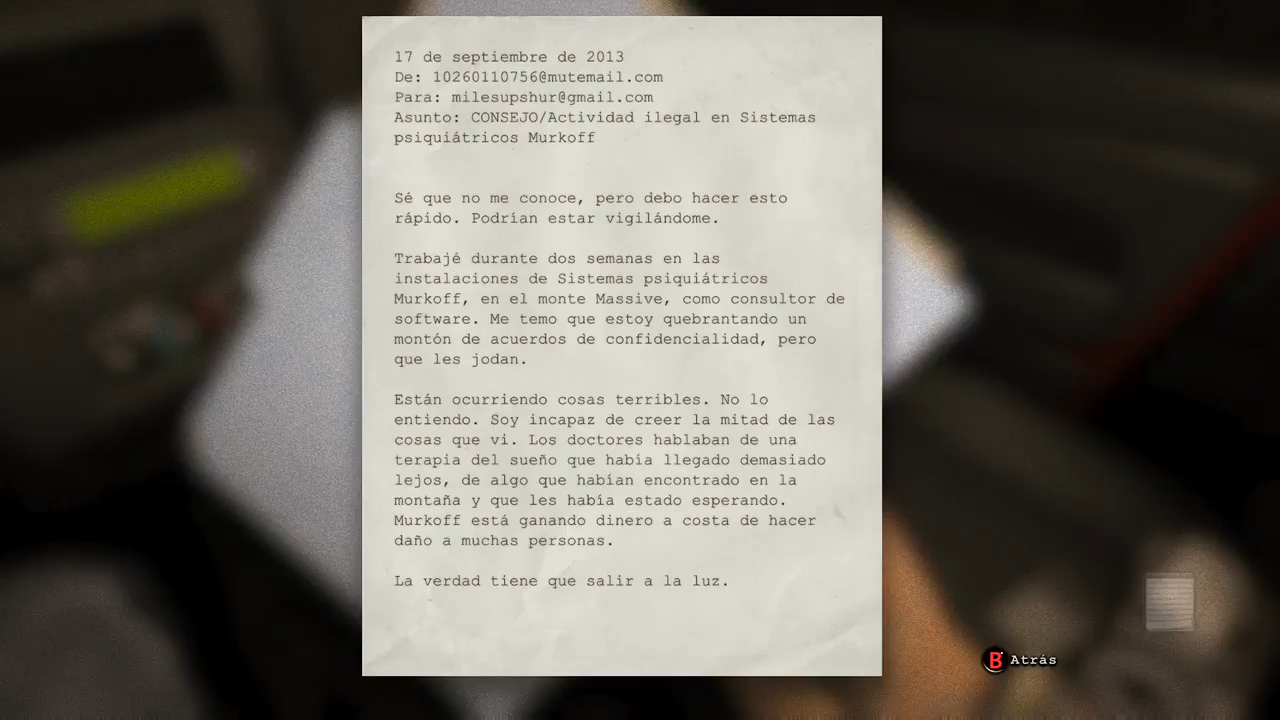 17 de septiembre de 2013
De: 10260110756@mutemail.com
Para: milesupshur@gmail.com
Asunto: CONSEJO/Actividad ilegal en Sistemas
psiquiátricos Murkoff
Sé que no me conoce, pero debo hacer esto
rápido. Podrían estar vigilándome.
Trabajé durante dos semanas en las
instalaciones de Sistemas psiquiátricos
Murkoff, en el monte Massive, como consultor de
software. Me temo que estoy quebrantando un
montón de acuerdos de confidencialidad, pero
que les jodan.
Están ocurriendo cosas terribles. No lo
entiendo. Soy incapaz de creer la mitad de las
cosas que vi. Los doctores hablaban de una
terapia del sueño que había llegado demasiado
lejos, de algo que habían encontrado en la
montaña y que les había estado esperando.
Murkoff está ganando dinero a costa de hacer
daño a muchas personas.
La verdad tiene que salir a la luz.
B Atrás